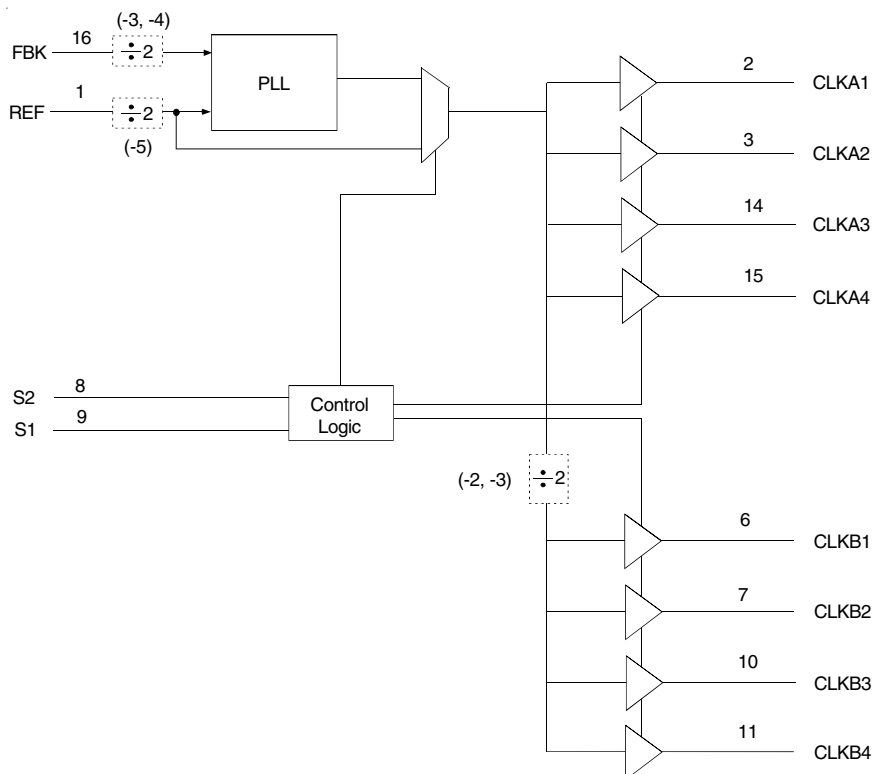 (-3, -4)
FBK 16 ÷2
PLL
REF 1 ÷2
(-5)
2 CLKA1
3 CLKA2
14 CLKA3
15 CLKA4
S2 8
S1 9
Control
Logic
(-2, -3) ÷2
6 CLKB1
7 CLKB2
10 CLKB3
11 CLKB4